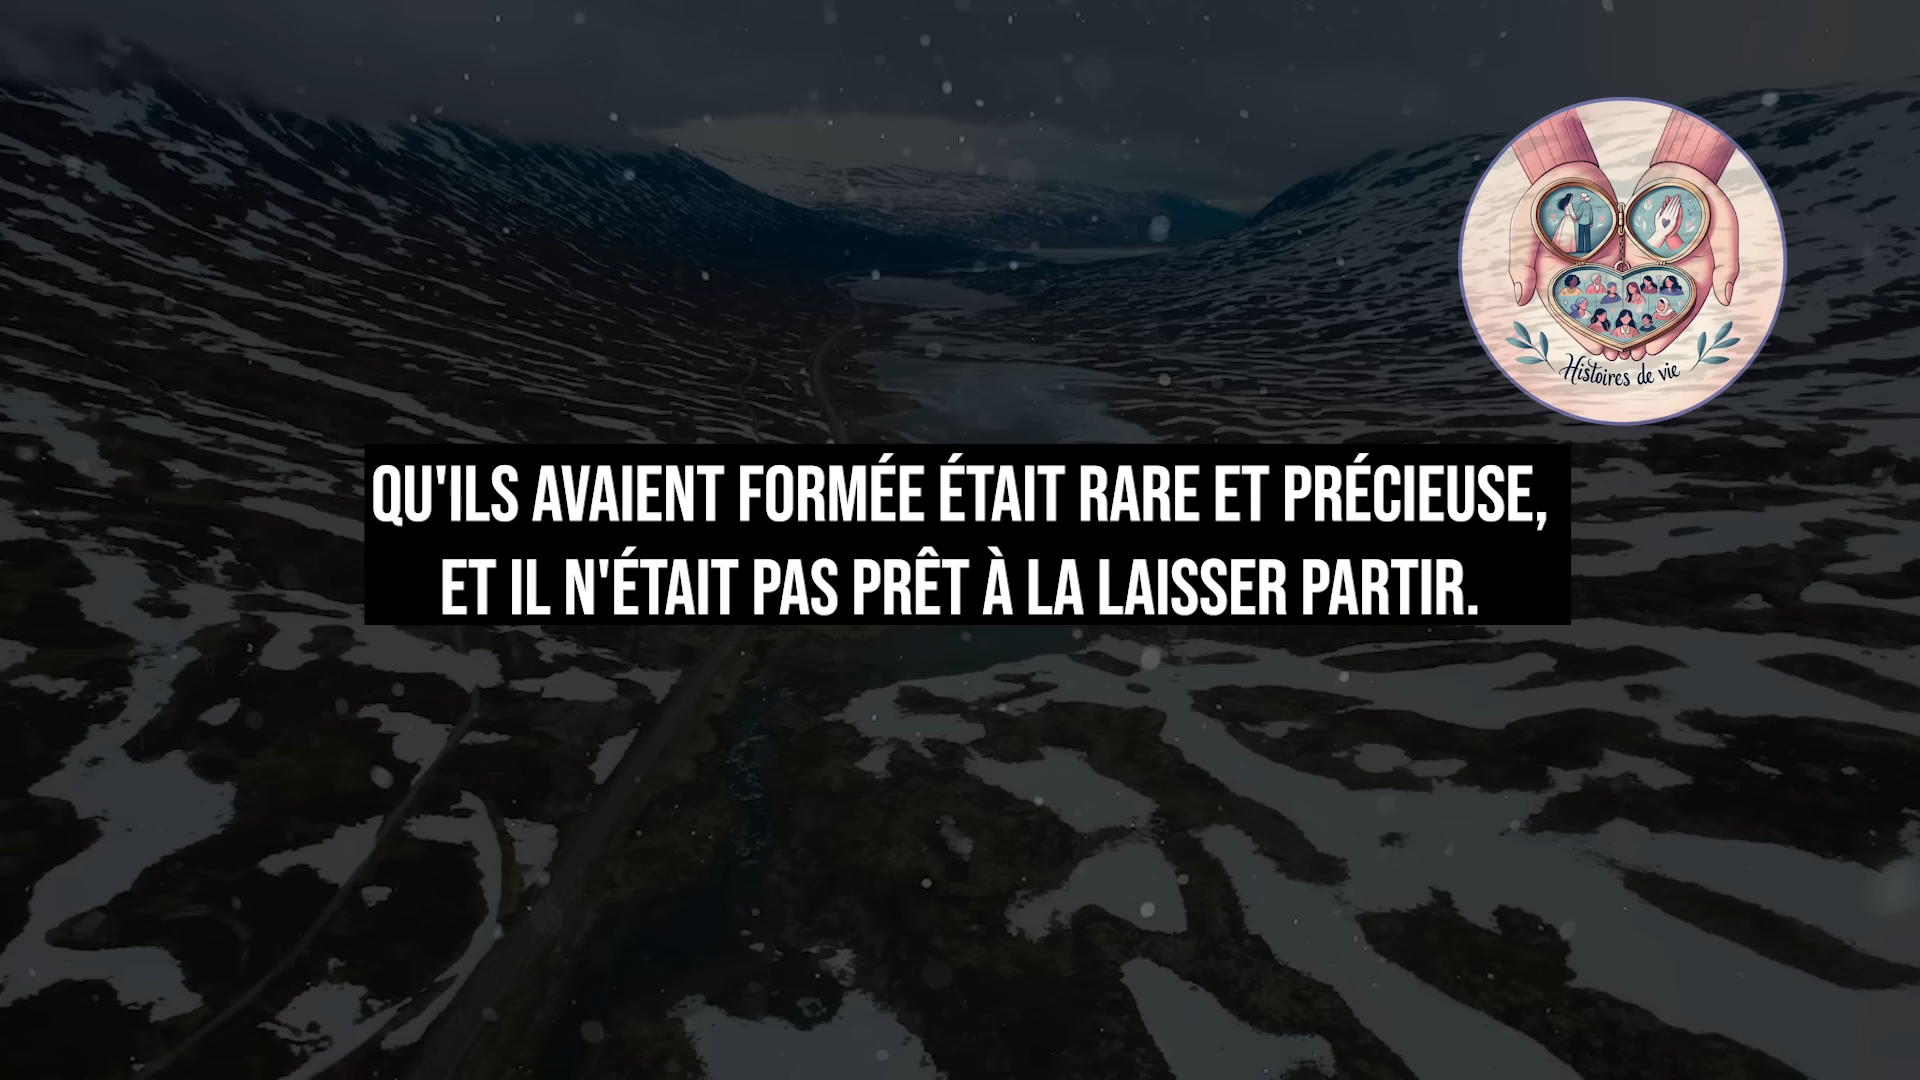 Histoires de vie
QU'ILS AVAIENT FORMÉE ÉTAIT RARE ET PRÉCIEUSE,
ET IL N'ÉTAIT PAS PRÊT À LA LAISSER PARTIR.